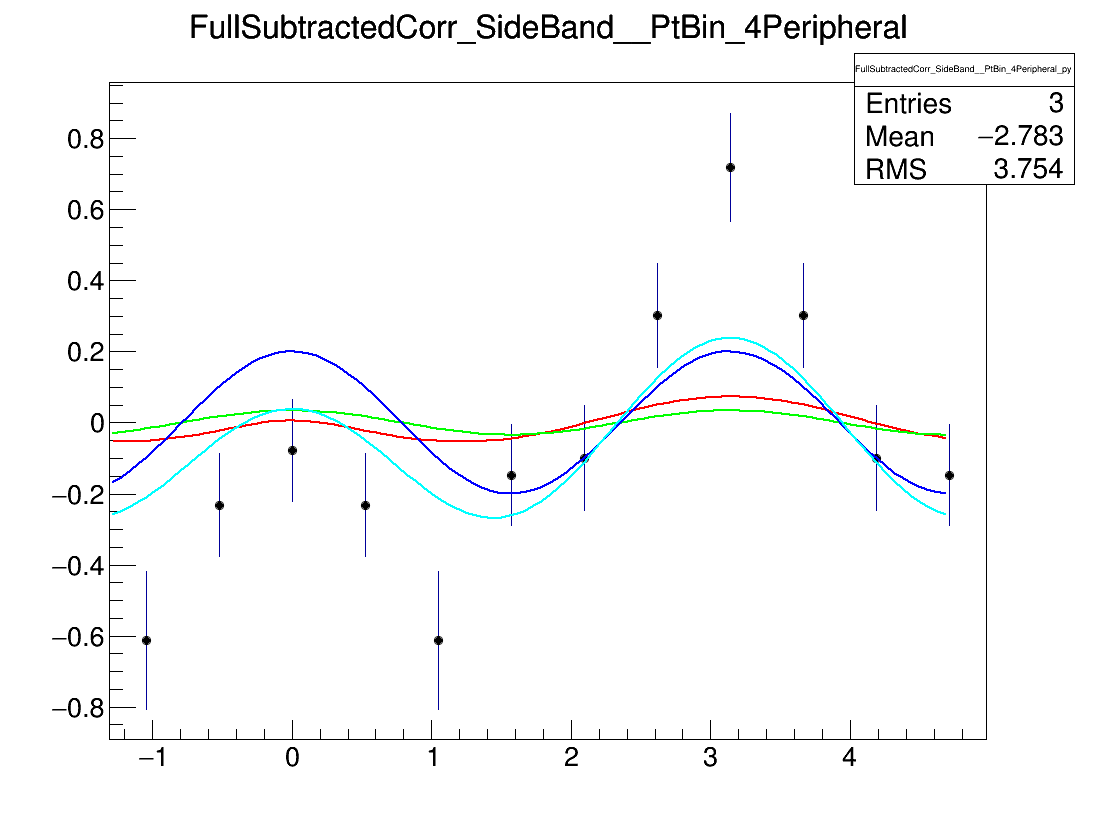 FullSubtractedCorr_SideBand__PtBin_4Peripheral
FullSubtractedCorr_SideBand__PtBin_4Peripheral_py
Entries 3
Mean −2.783
RMS 3.754
0.8
0.6
0.4
0.2
0
−0.2
−0.4
−0.6
−0.8
−1 0 1 2 3 4